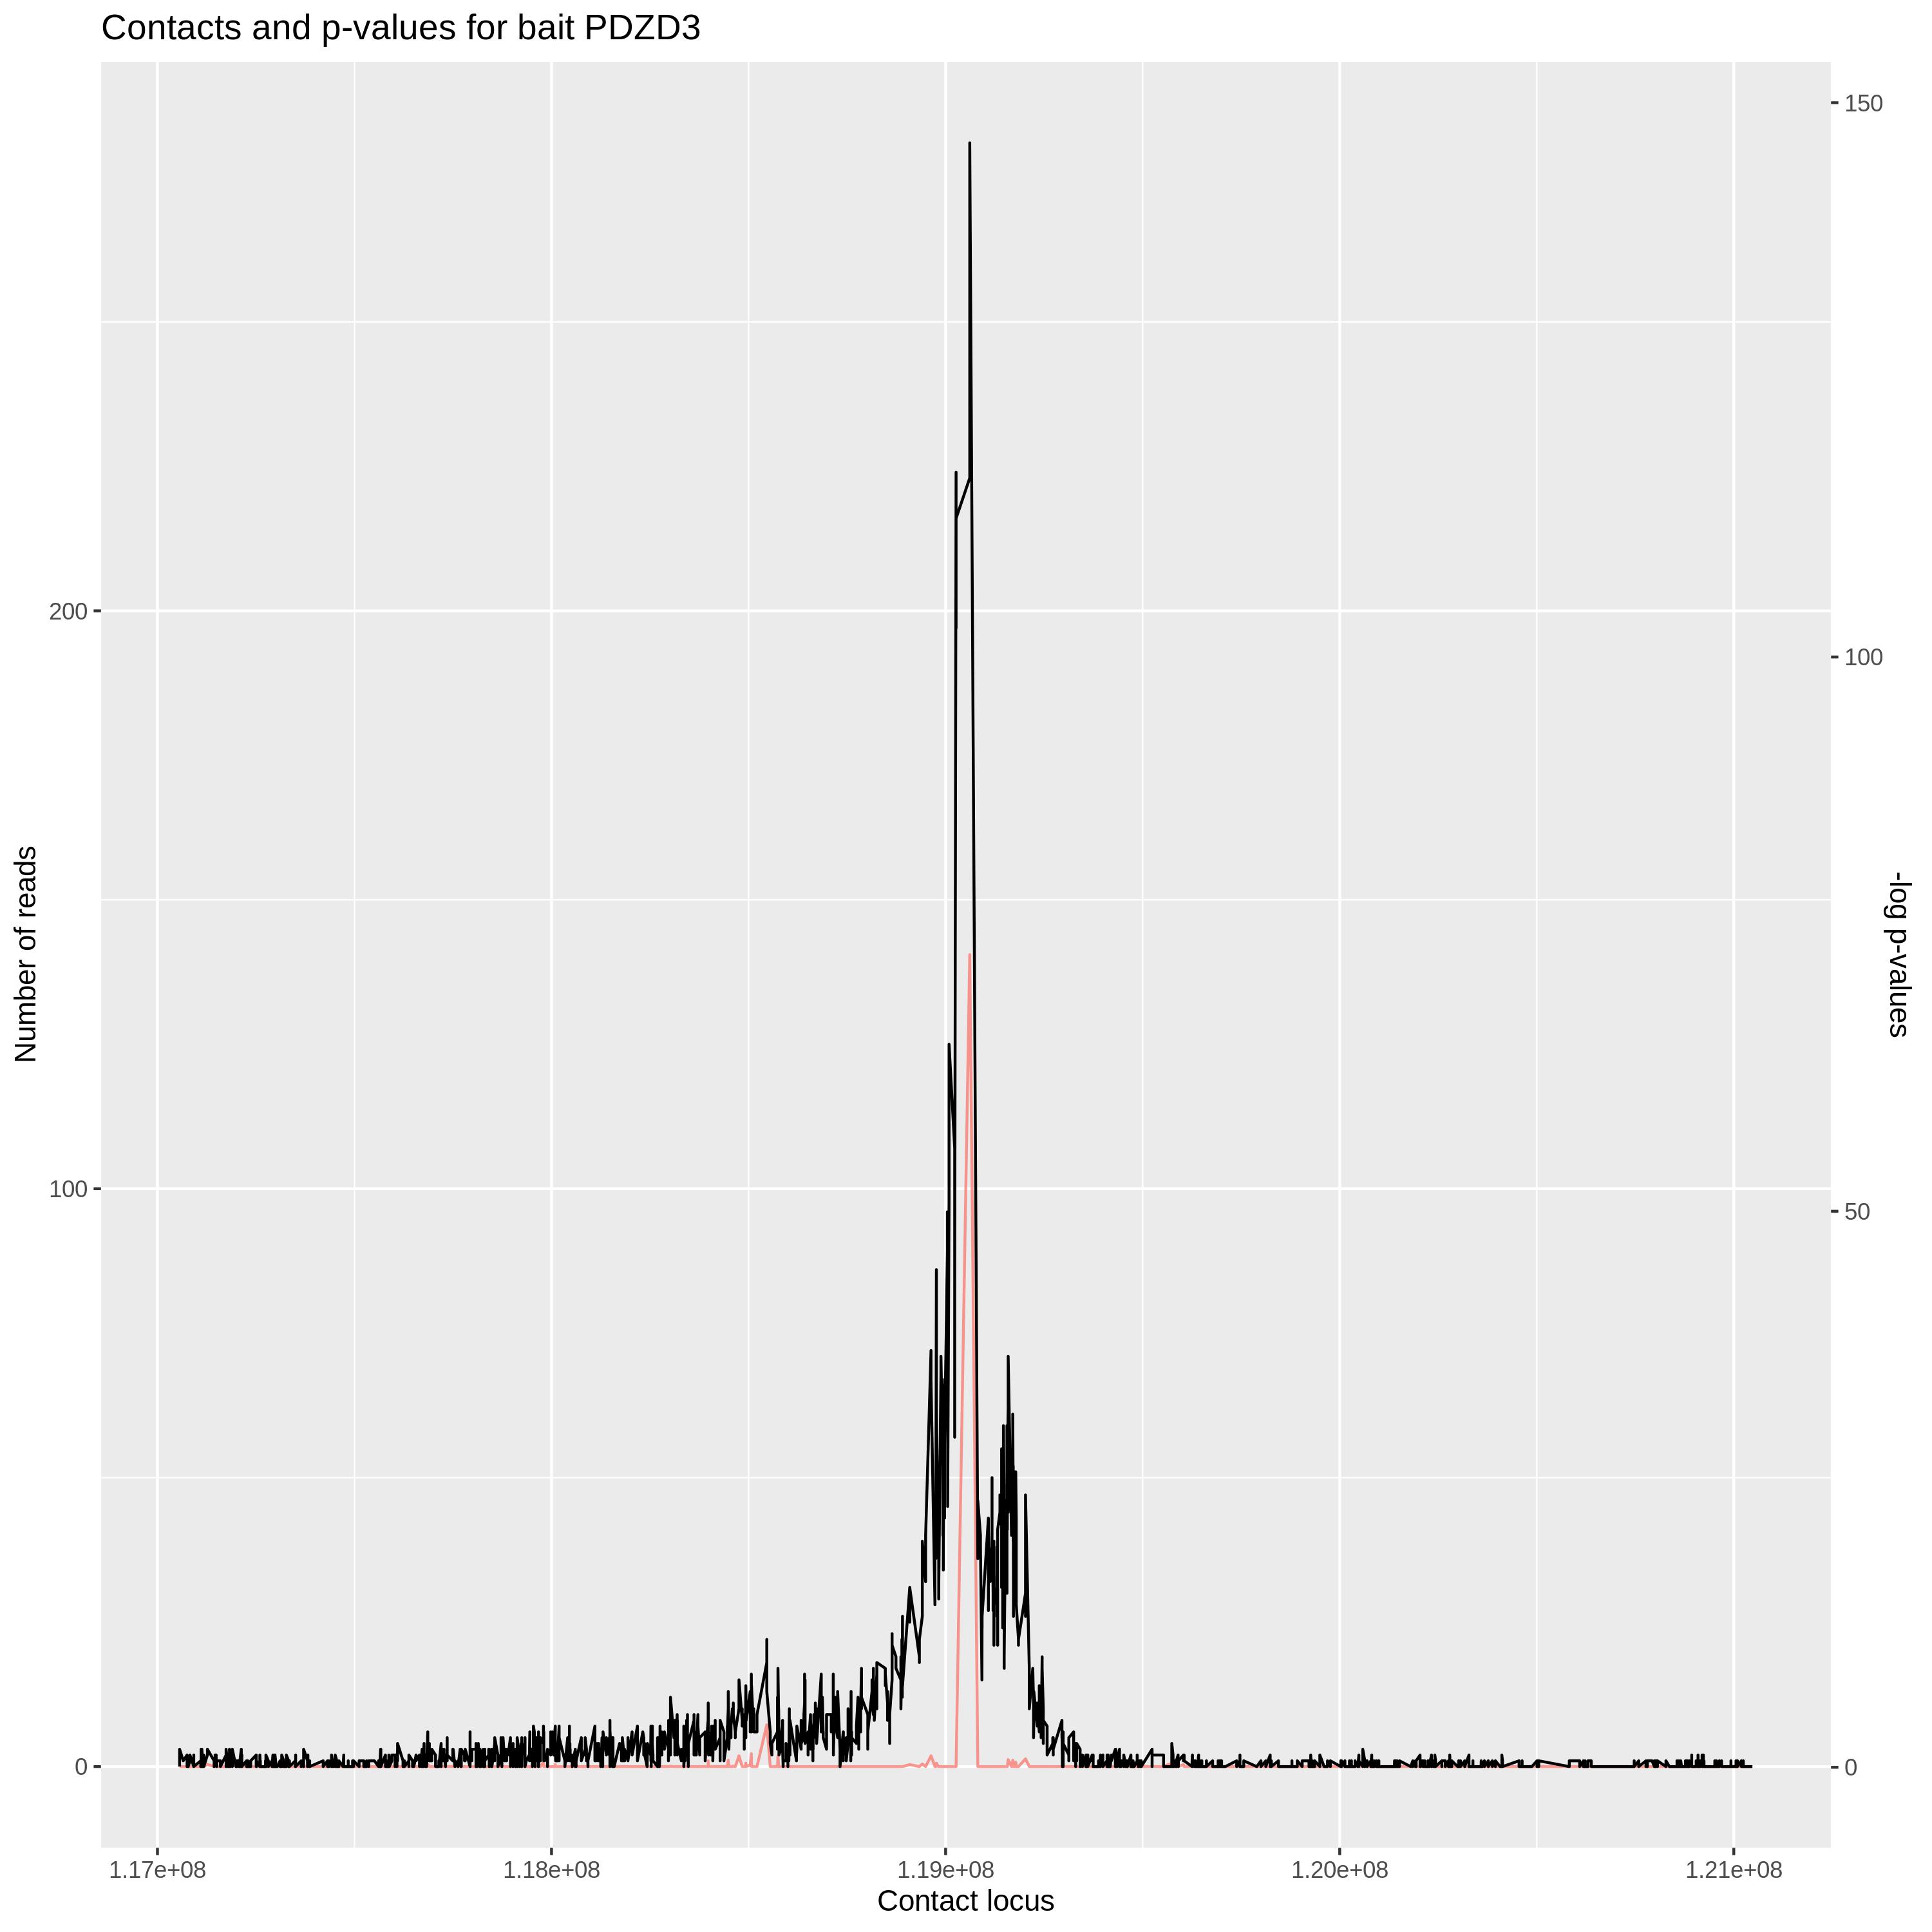 Contacts and p-values for bait PDZD3
150
200
100
100
50
0
0
Number of reads
-log p-values
1.17e+08
1.18e+08
1.19e+08
1.20e+08
1.21e+08
Contact locus